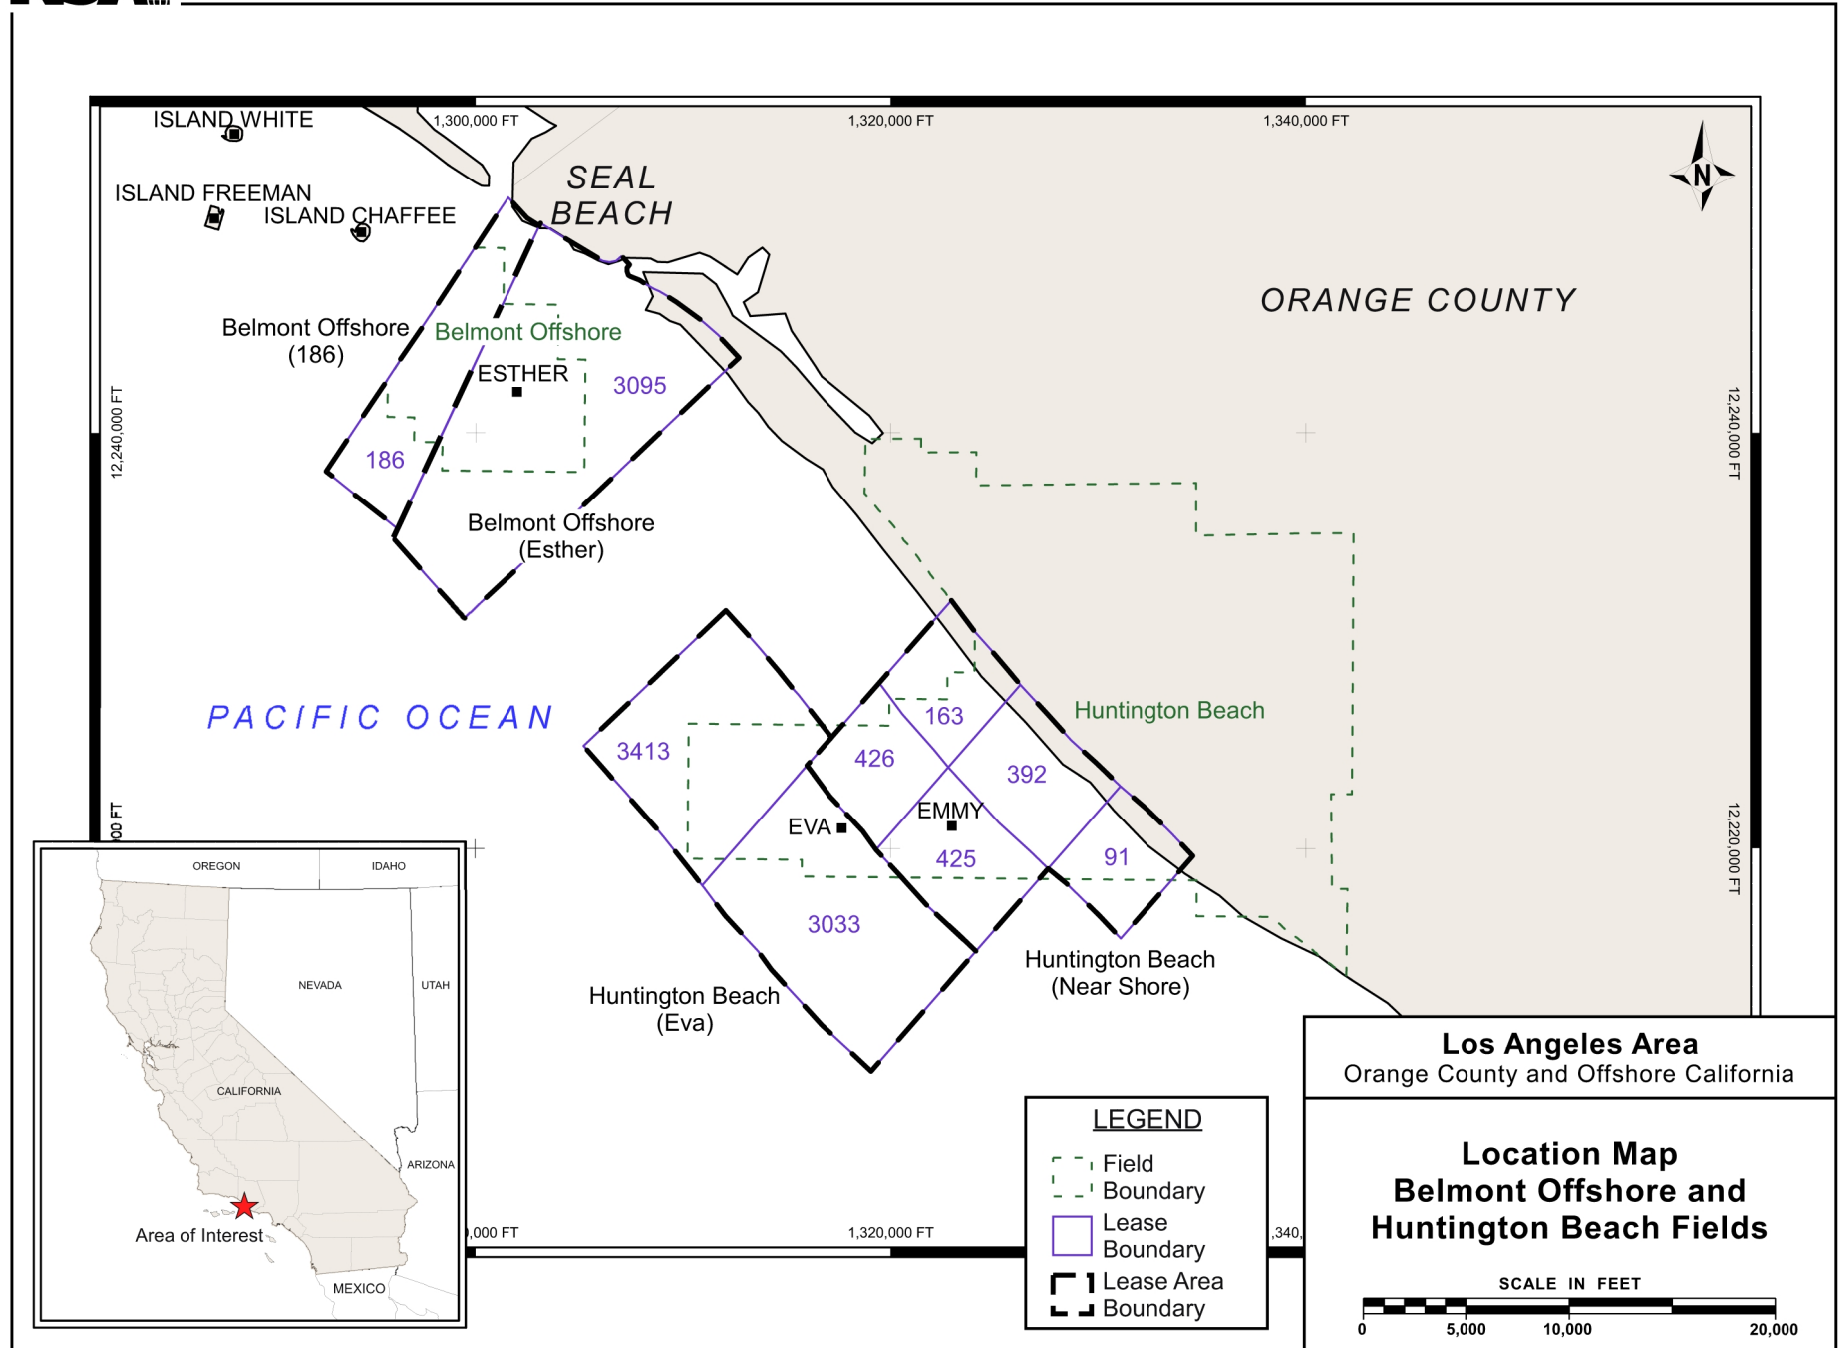 ISLAND WHITE
1,300,000 FT
1,320,000 FT
1,340,000 FT
N
SEAL
BEACH
ISLAND FREEMAN
ISLAND CHAFFEE
ORANGE COUNTY
Belmont Offshore
(186)
Belmont Offshore
ESTHER
3095
12,240,000 FT
12,240,000 FT
186
Belmont Offshore
(Esther)
PACIFIC OCEAN
Huntington Beach
163
3413
426
392
EMMY
EVA
425
91
12,220,000 FT
00 FT
3033
Huntington Beach
(Near Shore)
Huntington Beach
(Eva)
OREGON
IDAHO
NEVADA
UTAH
CALIFORNIA
ARIZONA
Area of Interest
MEXICO
0,000 FT
1,320,000 FT
,340,
LEGEND
Field
Boundary
Lease
Boundary
Lease Area
Boundary
Los Angeles Area
Orange County and Offshore California
Location Map
Belmont Offshore and
Huntington Beach Fields
SCALE IN FEET
0 5,000 10,000 20,000